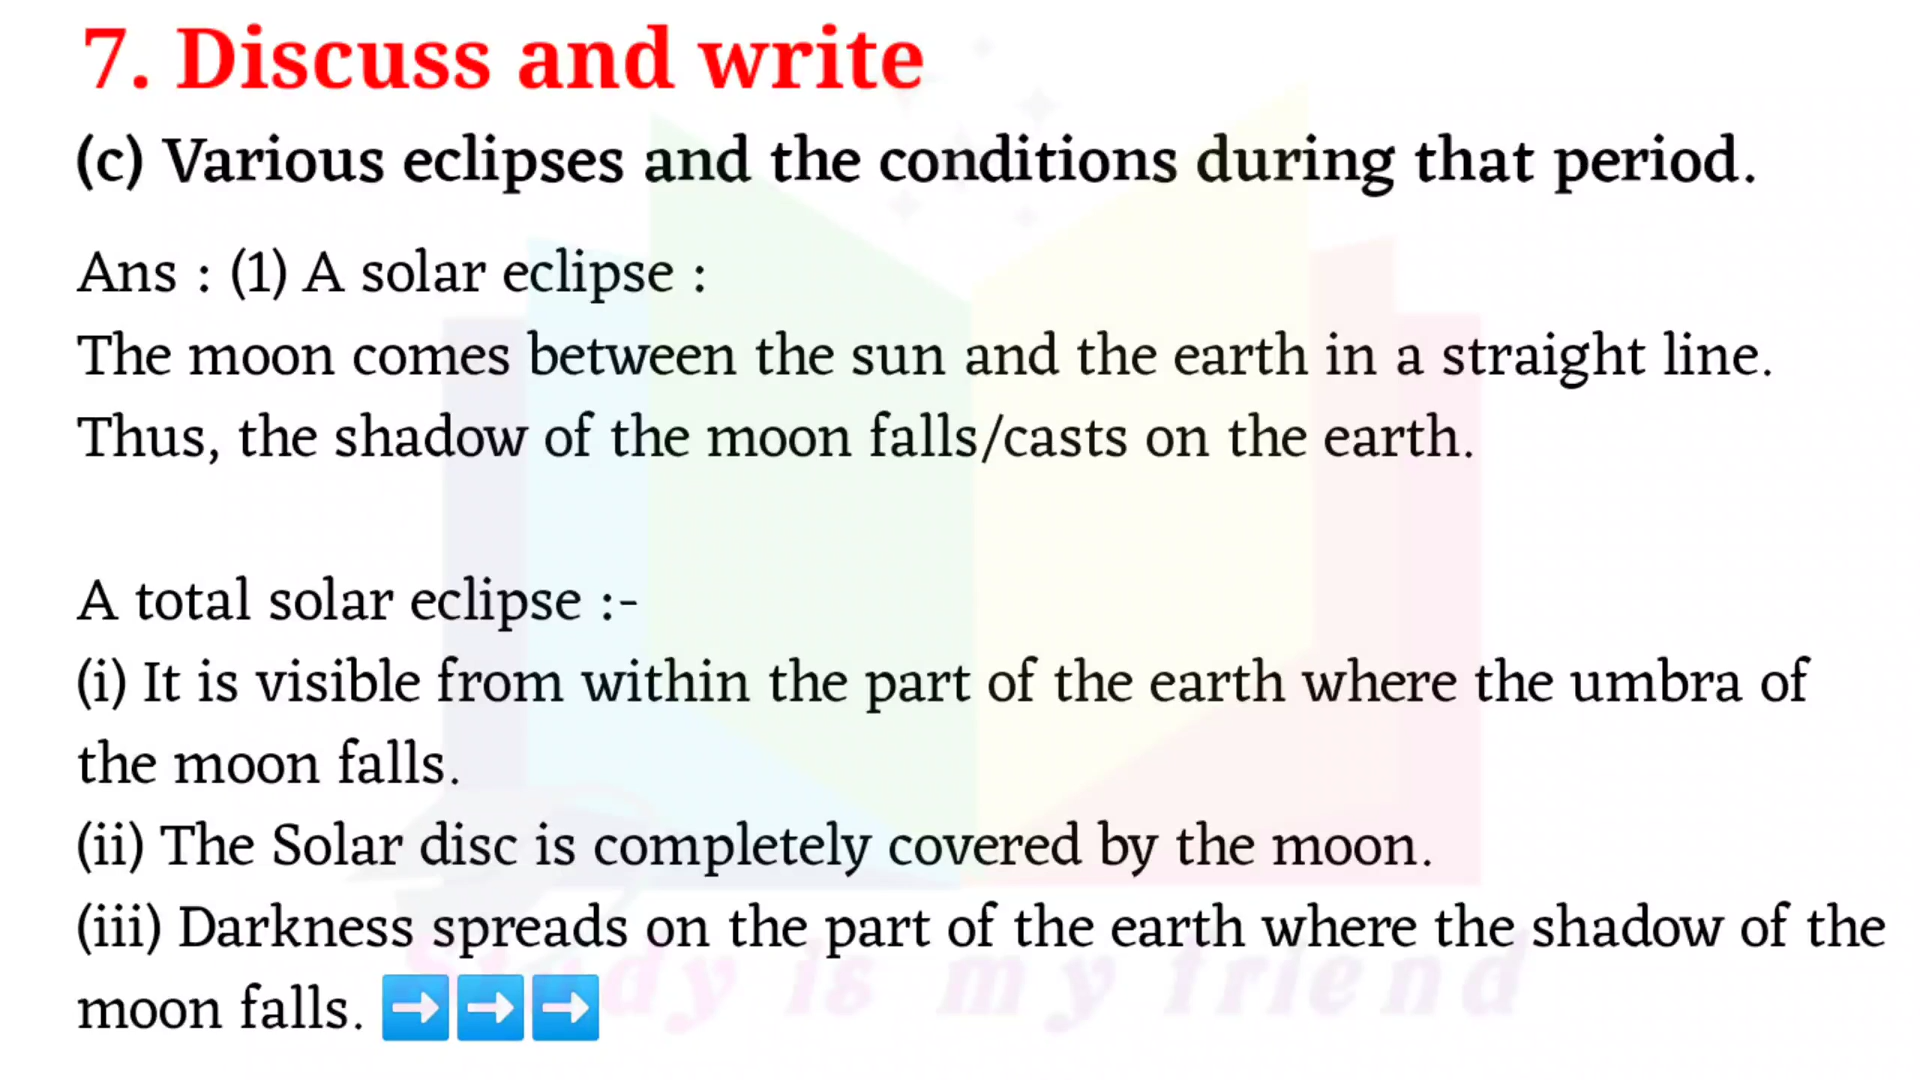 7. Discuss and write
(c) Various eclipses and the conditions during that period.
Ans : (1) A solar eclipse :
The moon comes between the sun and the earth in a straight line.
Thus, the shadow of the moon falls/casts on the earth.
A total solar eclipse :-
(i) It is visible from within the part of the earth where the umbra of
the moon falls.
(ii) The Solar disc is completely covered by the moon.
(iii) Darkness spreads on the part of the earth where the shadow of the
moon falls. ➡️➡️➡️
Study is my friend